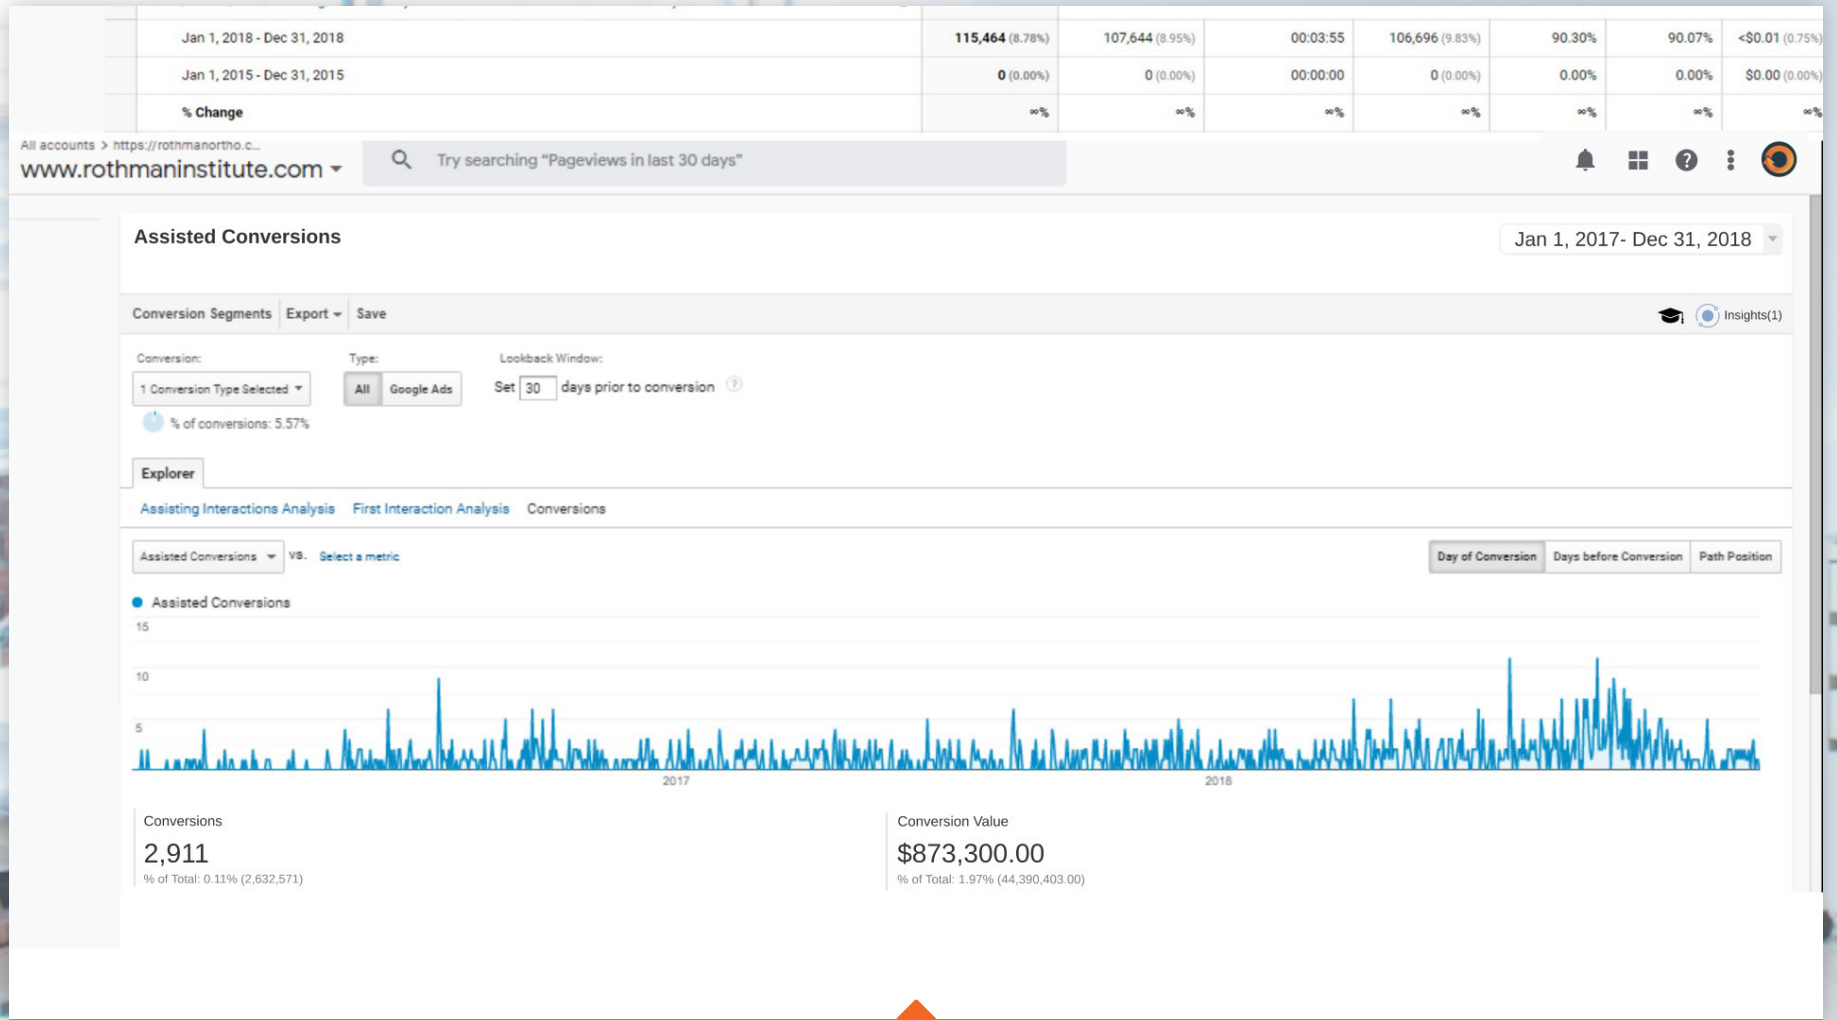 Jan 1, 2018 - Dec 31, 2018 115,464 (8.78%) 107,644 (8.95%) 00:03:55 106,696 (9.83%) 90.30% 90.07% <$0.01 (0.75%)
Jan 1, 2015 - Dec 31, 2015 0 (0.00%) 0 (0.00%) 00:00:00 0 (0.00%) 0.00% 0.00% $0.00 (0.00%)
% Change ∞% ∞% ∞% ∞% ∞% ∞% ∞%
All accounts > https://rothmanortho.c...
www.rothmaninstitute.com
Try searching “Pageviews in last 30 days”
Assisted Conversions
Jan 1, 2017- Dec 31, 2018
Conversion Segments Export Save
Insights(1)
Conversion: Type: Lookback Window:
1 Conversion Type Selected All Google Ads Set 30 days prior to conversion ?
% of conversions: 5.57%
Explorer
Assisting Interactions Analysis First Interaction Analysis Conversions
Assisted Conversions VS. Select a metric
Day of Conversion Days before Conversion Path Position
Assisted Conversions
15
10
5
2017 2018
Conversions
2,911
% of Total: 0.11% (2,632,571)
Conversion Value
$873,300.00
% of Total: 1.97% (44,390,403.00)